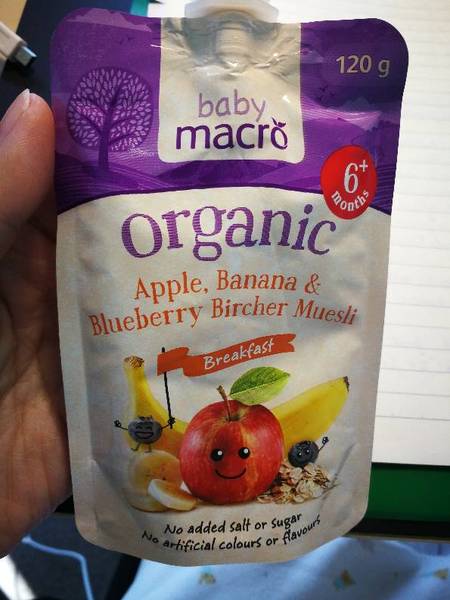 120 g
baby
macro
6+
months
Organic
Apple, Banana &
Blueberry Bircher Muesli
Breakfast
No added salt or sugar
No artificial colours or flavours